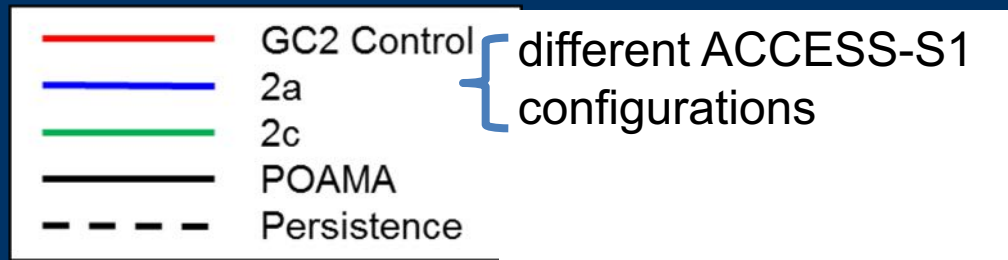 GC2 Control
2a
2c
POAMA
Persistence
different ACCESS-S1
configurations